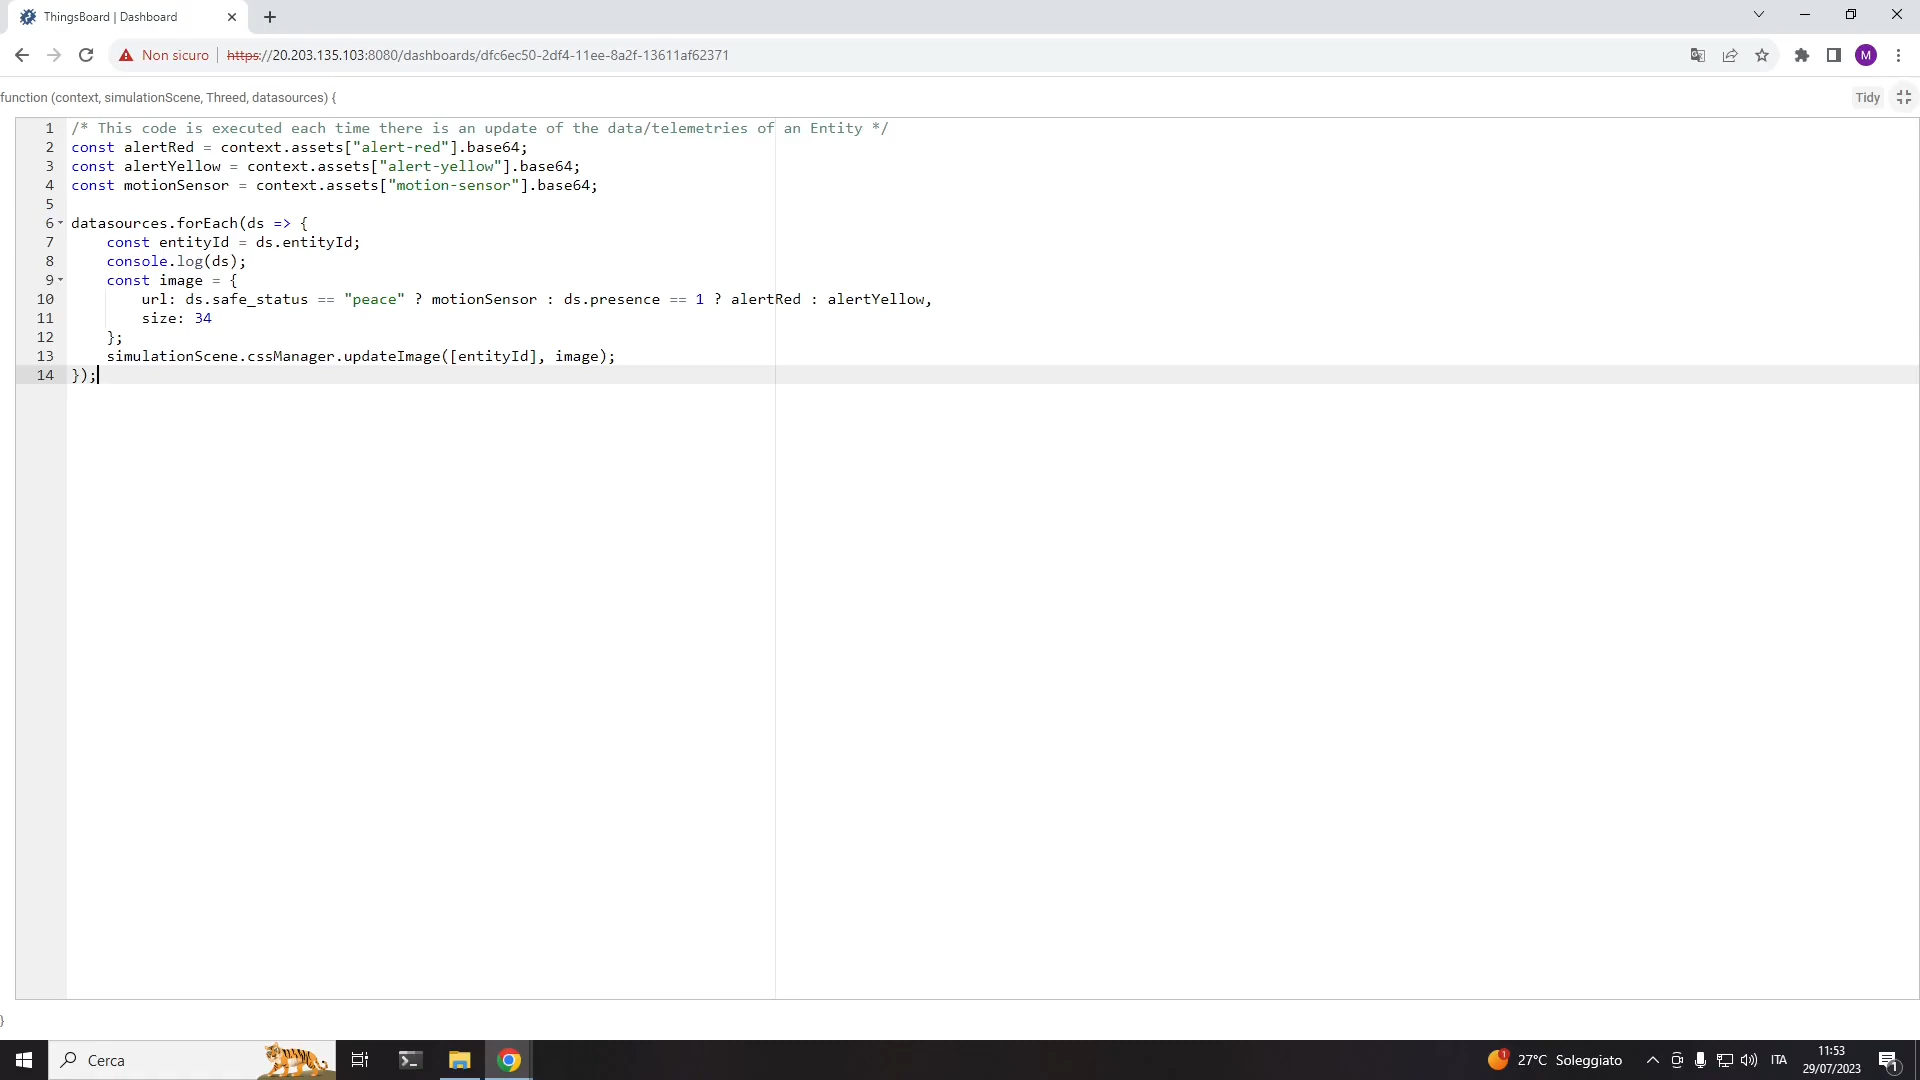 ThingsBoard | Dashboard
Non sicuro https://20.203.135.103:8080/dashboards/dfc6ec50-2df4-11ee-8a2f-13611af62371
M
function (context, simulationScene, Threed, datasources) {
Tidy
1 /* This code is executed each time there is an update of the data/telemetries of an Entity */
2 const alertRed = context.assets["alert-red"].base64;
3 const alertYellow = context.assets["alert-yellow"].base64;
4 const motionSensor = context.assets["motion-sensor"].base64;
5
6 datasources.forEach(ds => {
7 const entityId = ds.entityId;
8 console.log(ds);
9 const image = {
10 url: ds.safe_status == "peace" ? motionSensor : ds.presence == 1 ? alertRed : alertYellow,
11 size: 34
12 };
13 simulationScene.cssManager.updateImage([entityId], image);
14 });
}
Cerca
1
27°C Soleggiato
ITA
11:53
29/07/2023
1